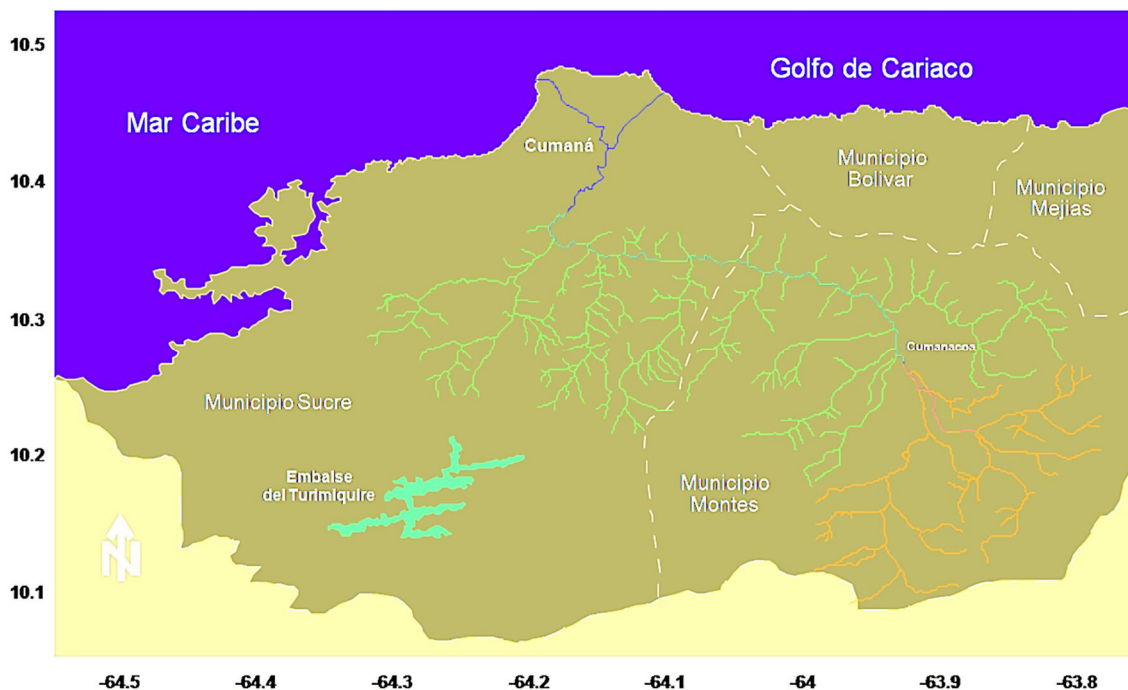 10.5
10.4
10.3
10.2
10.1
Mar Caribe
Golfo de Cariaco
Cumaná
Municipio
Bolivar
Municipio
Mejias
Cumanacoa
Municipio Sucre
Embalse
del Turimiquire
Municipio
Montes
N
-64.5
-64.4
-64.3
-64.2
-64.1
-64
-63.9
-63.8